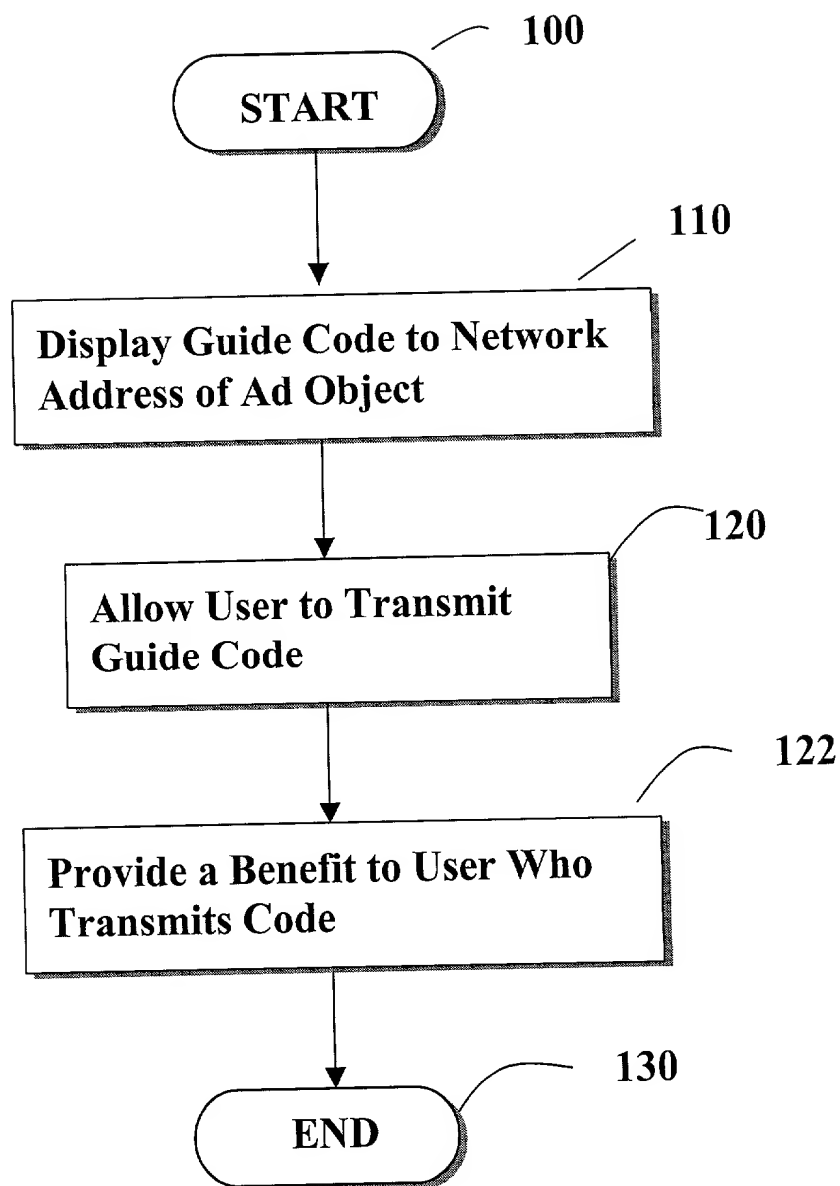 100
START
110
Display Guide Code to Network
Address of Ad Object
120
Allow User to Transmit
Guide Code
122
Provide a Benefit to User Who
Transmits Code
130
END